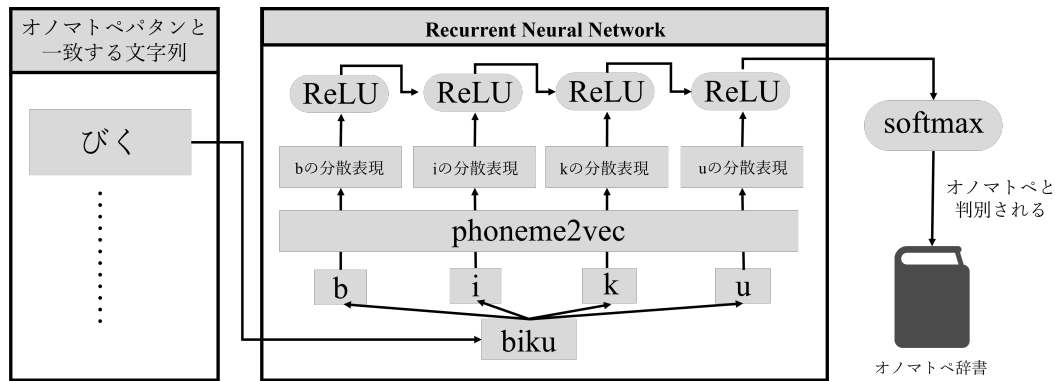 オノマトペパタンと
一致する文字列
びく
Recurrent Neural Network
ReLU ReLU ReLU ReLU
bの分散表現 iの分散表現 kの分散表現 uの分散表現
phoneme2vec
b i k u
biku
softmax
オノマトペと
判別される
オノマトペ辞書